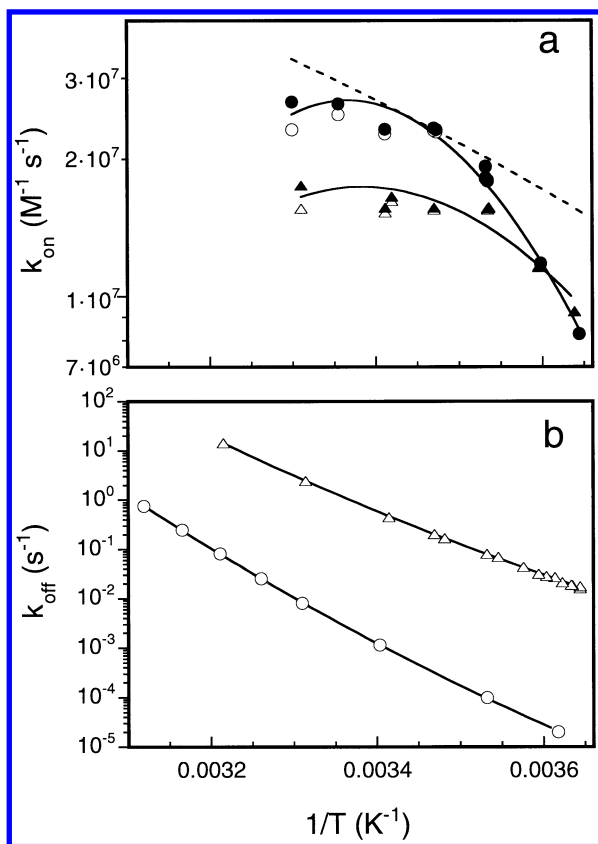 a
3·10⁷
2·10⁷
1·10⁷
7·10⁶
k_on (M⁻¹ s⁻¹)
b
10²
10¹
10⁰
10⁻¹
10⁻²
10⁻³
10⁻⁴
10⁻⁵
k_off (s⁻¹)
0.0032 0.0034 0.0036
1/T (K⁻¹)